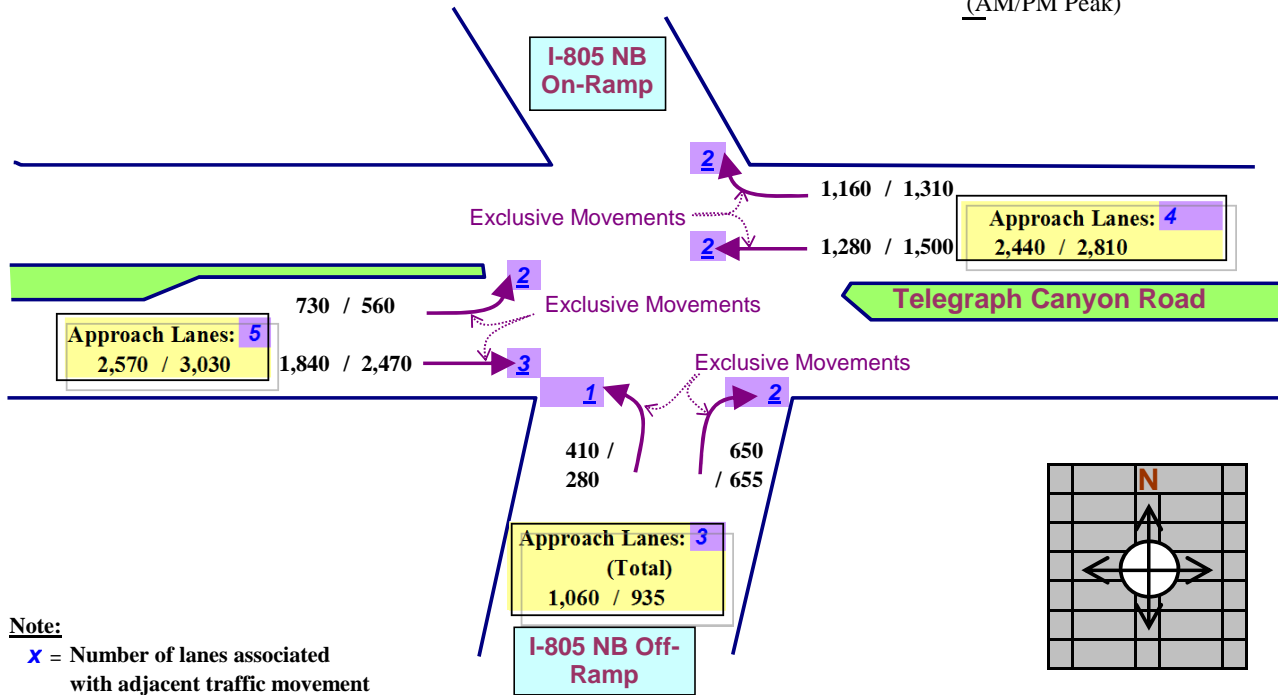 (AM/PM Peak)
I-805 NB
On-Ramp
2
1,160 / 1,310
Exclusive Movements
Approach Lanes: 4
2,440 / 2,810
2
1,280 / 1,500
2
730 / 560
Exclusive Movements
Telegraph Canyon Road
Approach Lanes: 5
2,570 / 3,030
1,840 / 2,470
3
Exclusive Movements
1
2
410 /
280
650
/ 655
N
Approach Lanes: 3
(Total)
1,060 / 935
Note:
x = Number of lanes associated
with adjacent traffic movement
I-805 NB Off-
Ramp